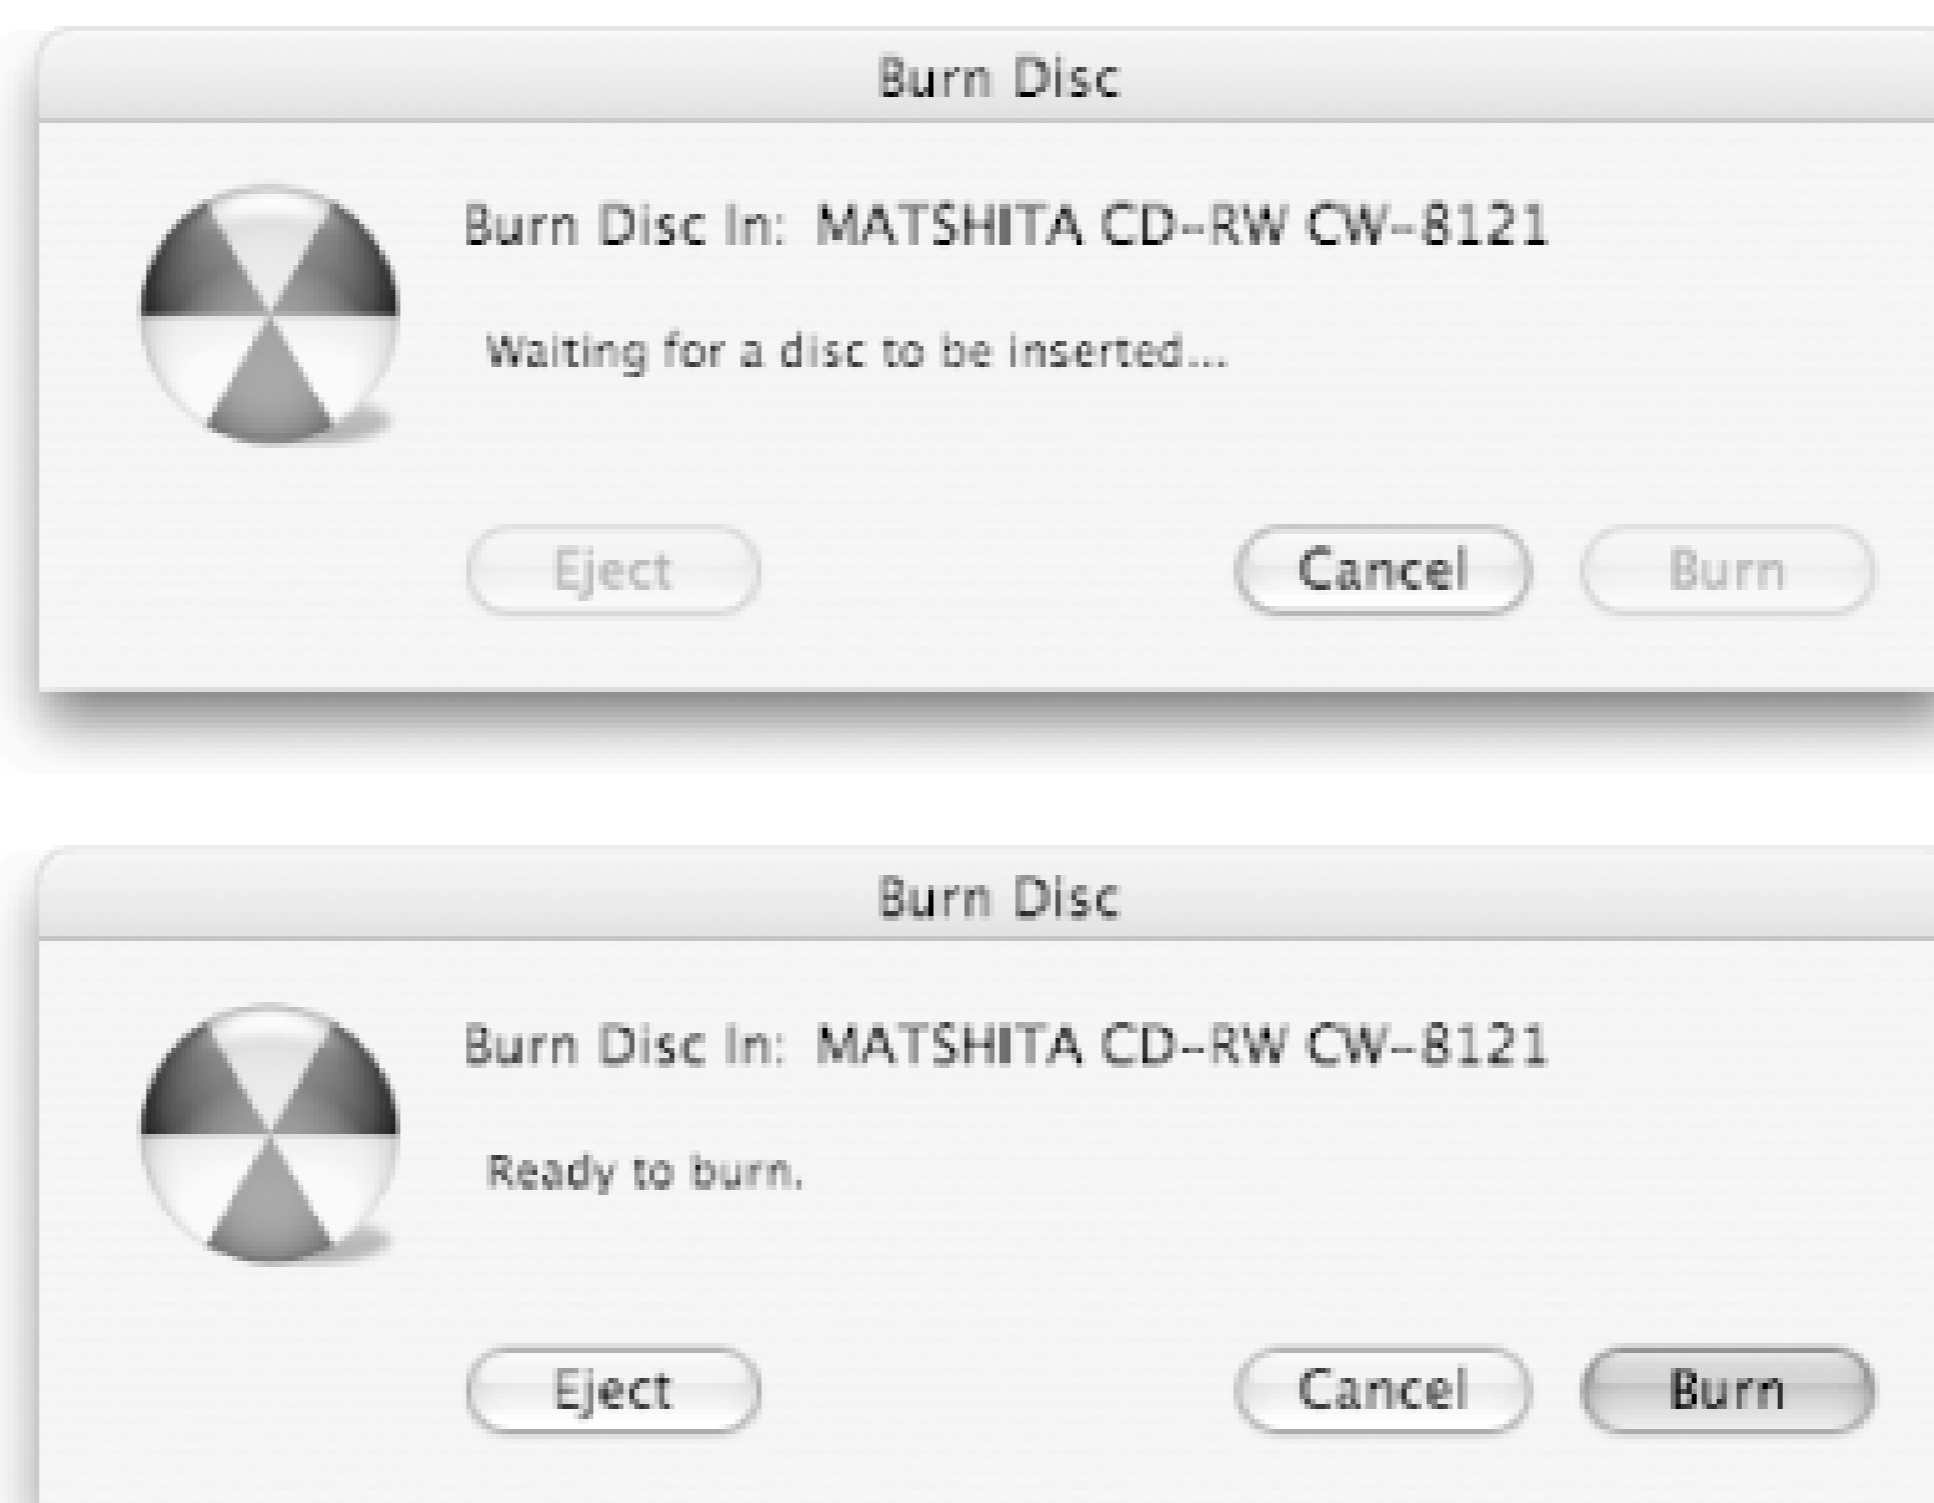 Burn Disc
Burn Disc In: MATSHITA CD-RW CW-8121
Waiting for a disc to be inserted...
Eject Cancel Burn
Burn Disc
Burn Disc In: MATSHITA CD-RW CW-8121
Ready to burn.
Eject Cancel Burn